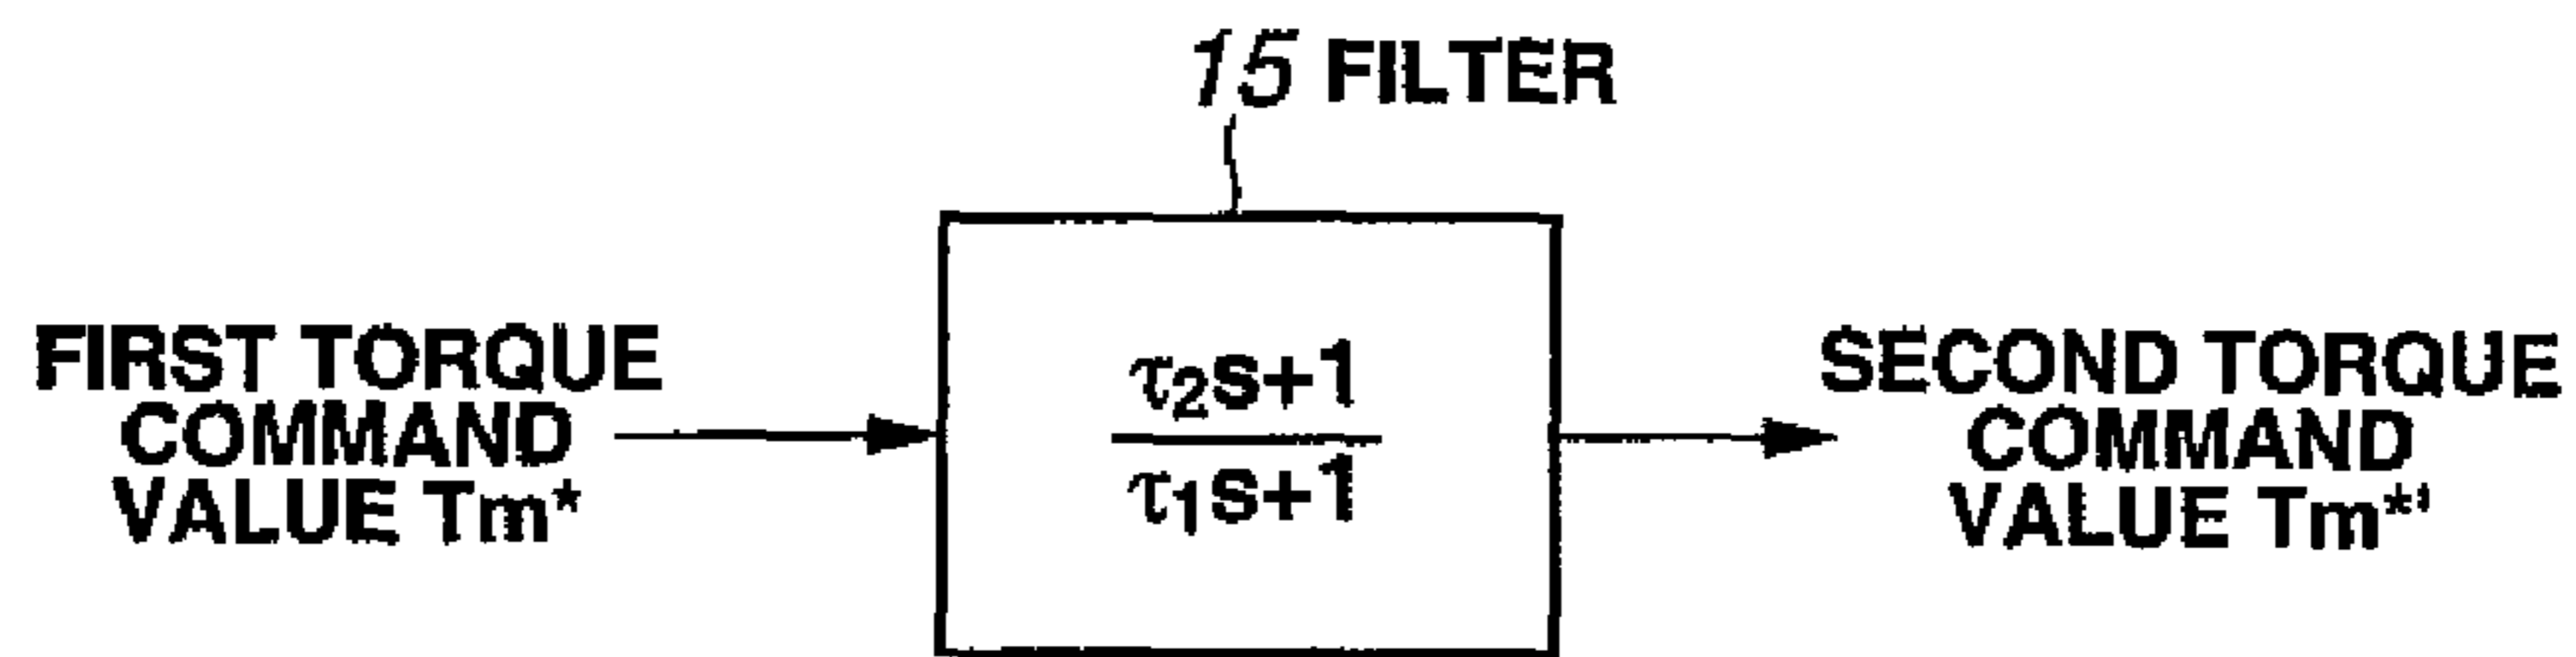 15 FILTER
FIRST TORQUE
COMMAND
VALUE Tm*
τ2s+1
τ1s+1
SECOND TORQUE
COMMAND
VALUE Tm*'